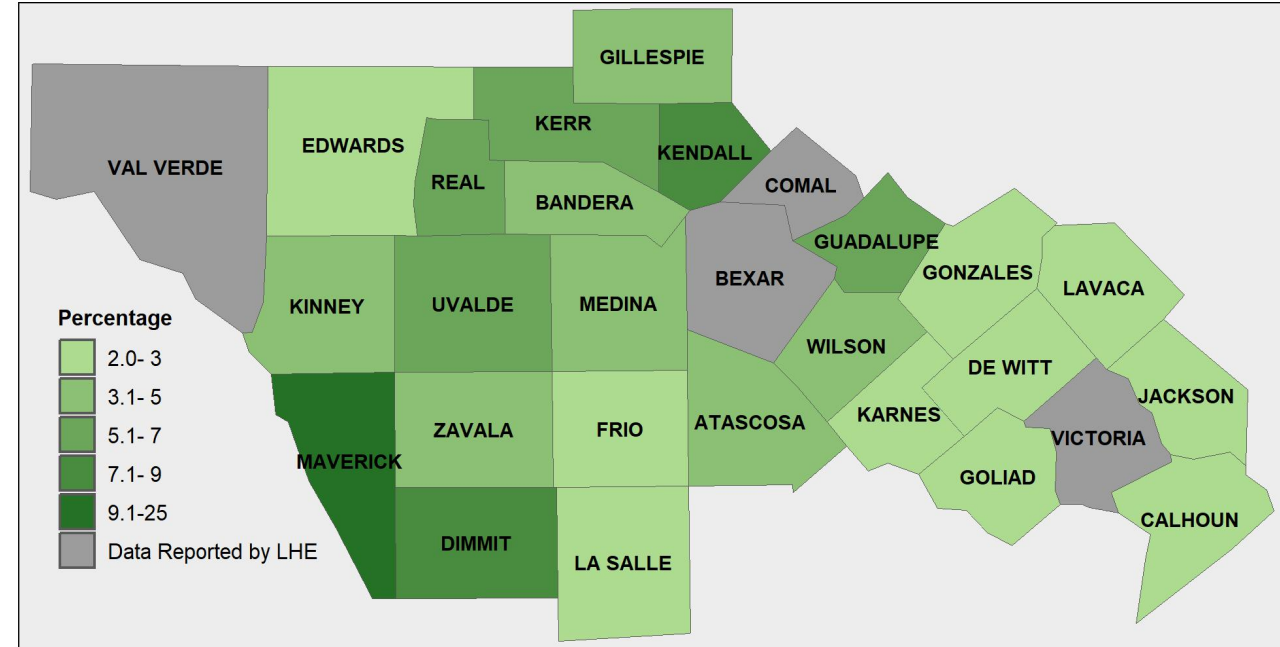 GILLESPIE
KERR
EDWARDS
KENDALL
VAL VERDE
REAL
COMAL
BANDERA
GUADALUPE
GONZALES
BEXAR
LAVACA
KINNEY
UVALDE
MEDINA
WILSON
DE WITT
JACKSON
KARNES
ATASCOSA
ZAVALA
FRIO
VICTORIA
MAVERICK
GOLIAD
CALHOUN
DIMMIT
LA SALLE
Percentage
2.0- 3
3.1- 5
5.1- 7
7.1- 9
9.1-25
Data Reported by LHE